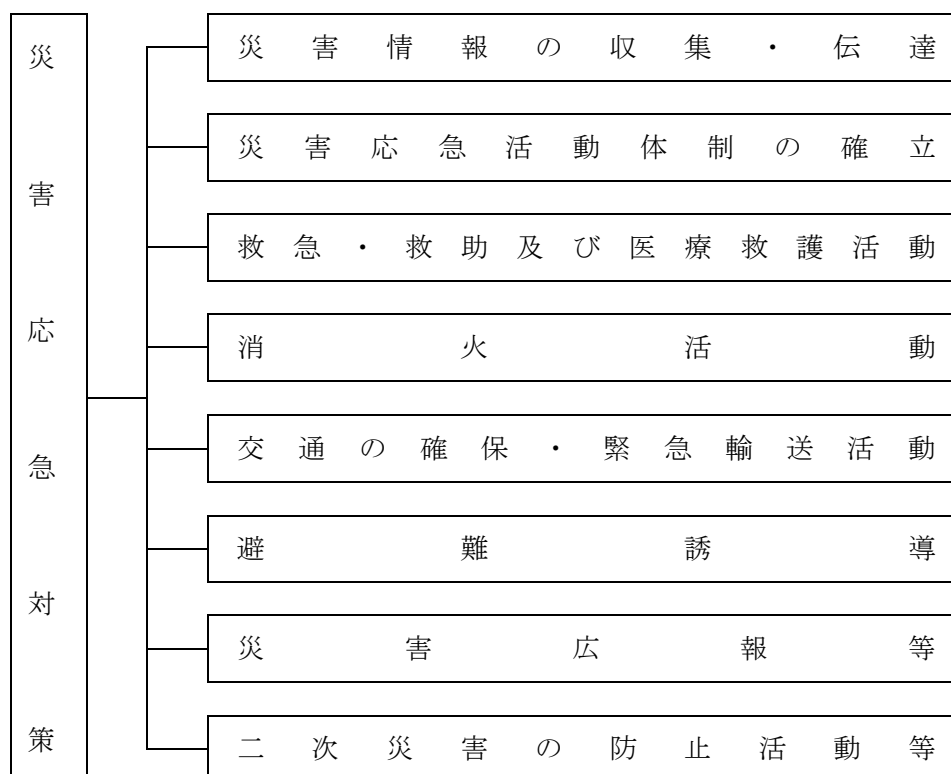 災害応急対策
災害情報の収集・伝達
災害応急活動体制の確立
救急・救助及び医療救護活動
消火活動
交通の確保・緊急輸送活動
避難誘導
災害広報等
二次災害の防止活動等